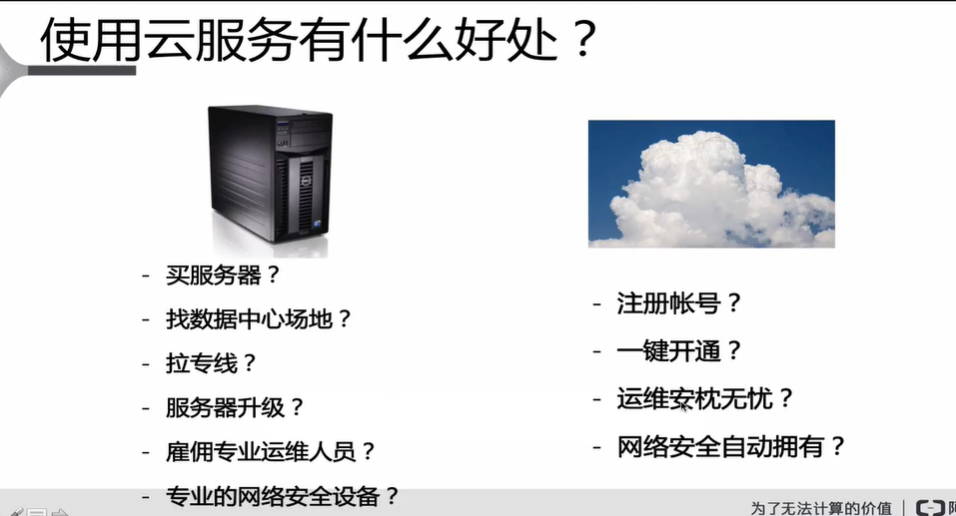 使用云服务有什么好处？
- 买服务器？
- 找数据中心场地？
- 拉专线？
- 服务器升级？
- 雇佣专业运维人员？
- 专业的网络安全设备？
- 注册帐号？
- 一键开通？
- 运维安枕无忧？
- 网络安全自动拥有？
为了无法计算的价值 |